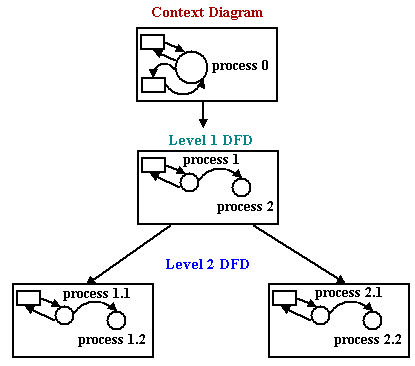 Context Diagram
process 0
Level 1 DFD
process 1
process 2
Level 2 DFD
process 1.1
process 1.2
process 2.1
process 2.2